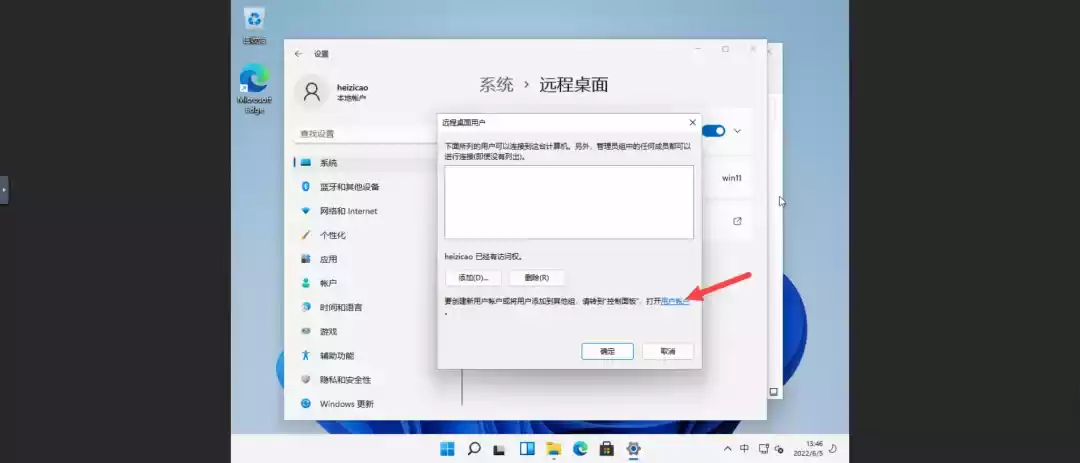 Microsoft
Edge
设置
heizicao
本地帐户
查找设置
系统
蓝牙和其他设备
网络和 Internet
个性化
应用
帐户
时间和语言
游戏
辅助功能
隐私和安全性
Windows 更新
系统 › 远程桌面
win11
远程桌面用户
下面所列的用户可以连接到这台计算机。另外，管理员组中的任何成员都可以
进行连接(即使没有列出)。
heizicao 已经有访问权。
添加(D)...
删除(R)
要创建新用户帐户或将用户添加到其他组，请转到“控制面板”，打开用户帐户
。
确定
取消
中
13:46
2022/6/5